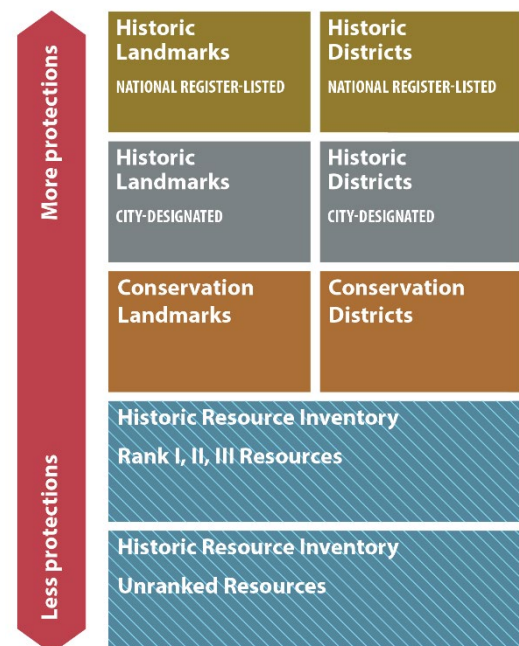 More protections
Historic
Landmarks
NATIONAL REGISTER-LISTED
Historic
Districts
NATIONAL REGISTER-LISTED
Historic
Landmarks
CITY-DESIGNATED
Historic
Districts
CITY-DESIGNATED
Conservation
Landmarks
Conservation
Districts
Historic Resource Inventory
Rank I, II, III Resources
Less protections
Historic Resource Inventory
Unranked Resources